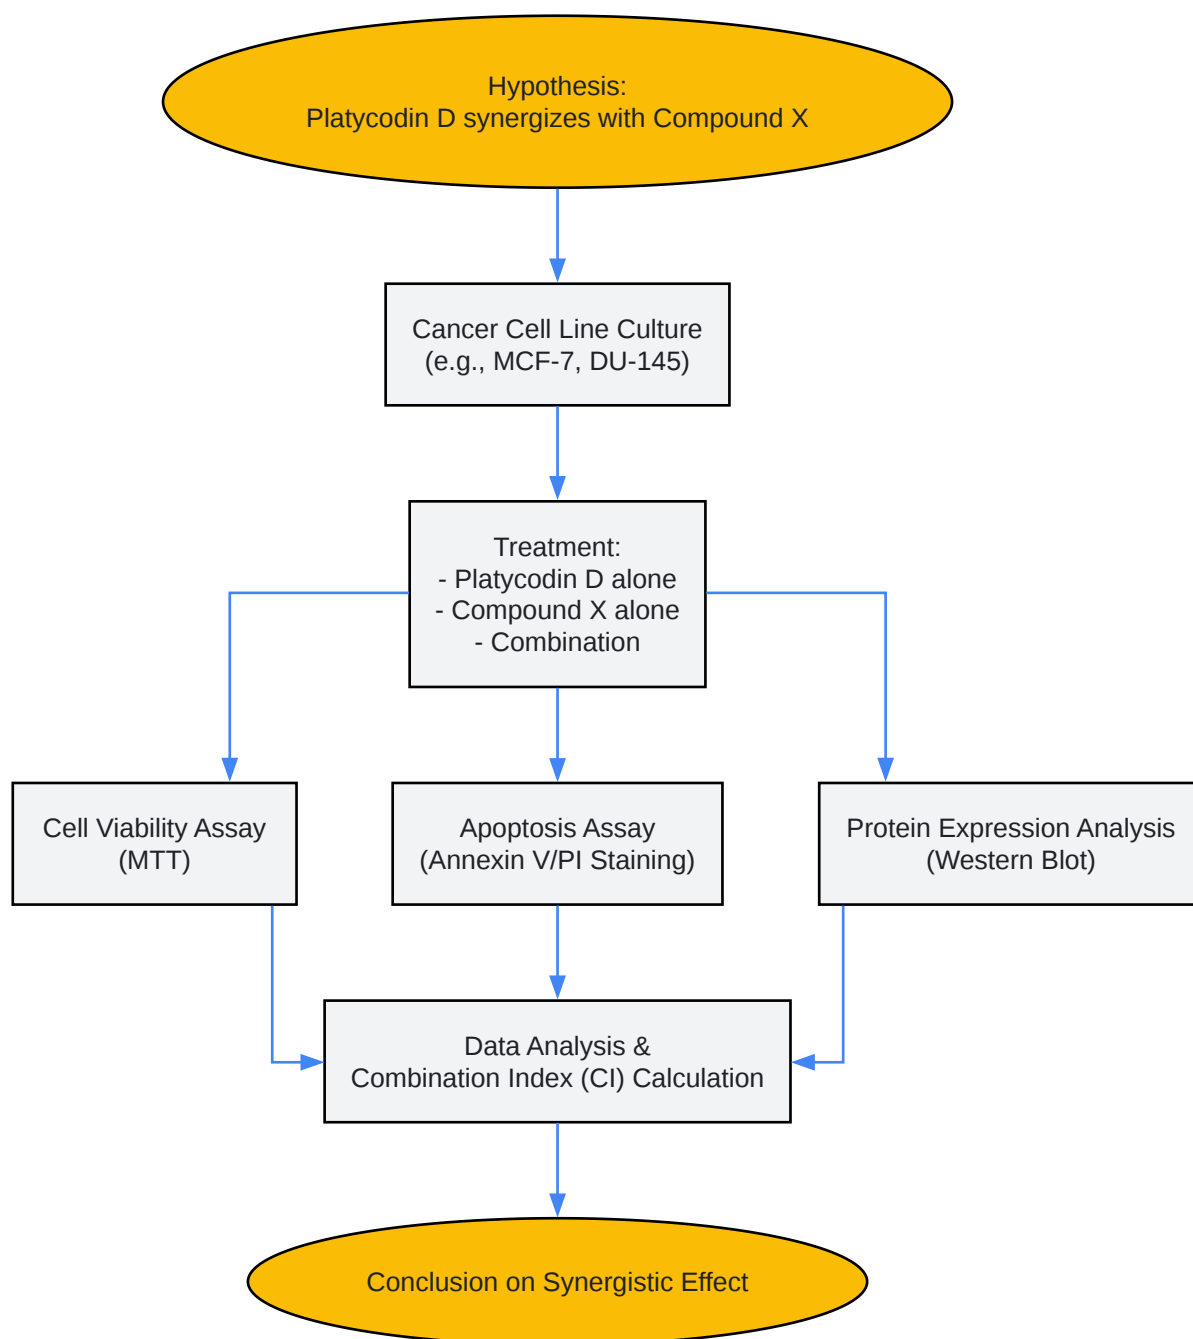 Hypothesis:
Platycodin D synergizes with Compound X
Cancer Cell Line Culture
(e.g., MCF-7, DU-145)
Treatment:
- Platycodin D alone
- Compound X alone
- Combination
Cell Viability Assay
(MTT)
Apoptosis Assay
(Annexin V/PI Staining)
Protein Expression Analysis
(Western Blot)
Data Analysis &
Combination Index (CI) Calculation
Conclusion on Synergistic Effect